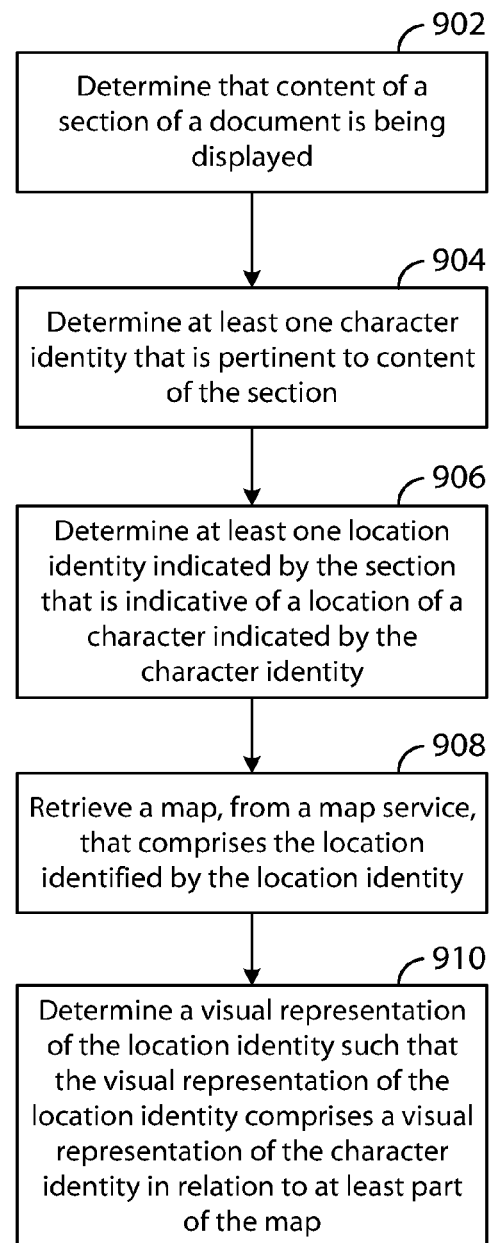 902
Determine that content of a
section of a document is being
displayed
904
Determine at least one character
identity that is pertinent to content
of the section
906
Determine at least one location
identity indicated by the section
that is indicative of a location of a
character indicated by the
character identity
908
Retrieve a map, from a map service,
that comprises the location
identified by the location identity
910
Determine a visual representation
of the location identity such that
the visual representation of the
location identity comprises a visual
representation of the character
identity in relation to at least part
of the map